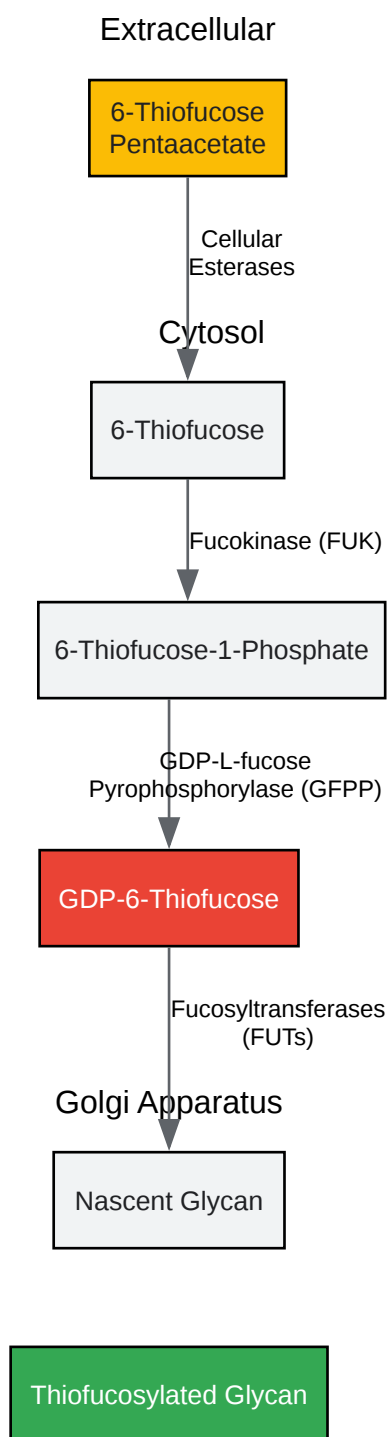 Extracellular
6-Thiofucose
Pentaacetate
Cellular
Esterases
Cytosol
6-Thiofucose
Fucokinase (FUK)
6-Thiofucose-1-Phosphate
GDP-L-fucose
Pyrophosphorylase (GFPP)
GDP-6-Thiofucose
Fucosyltransferases
(FUTs)
Golgi Apparatus
Nascent Glycan
Thiofucosylated Glycan